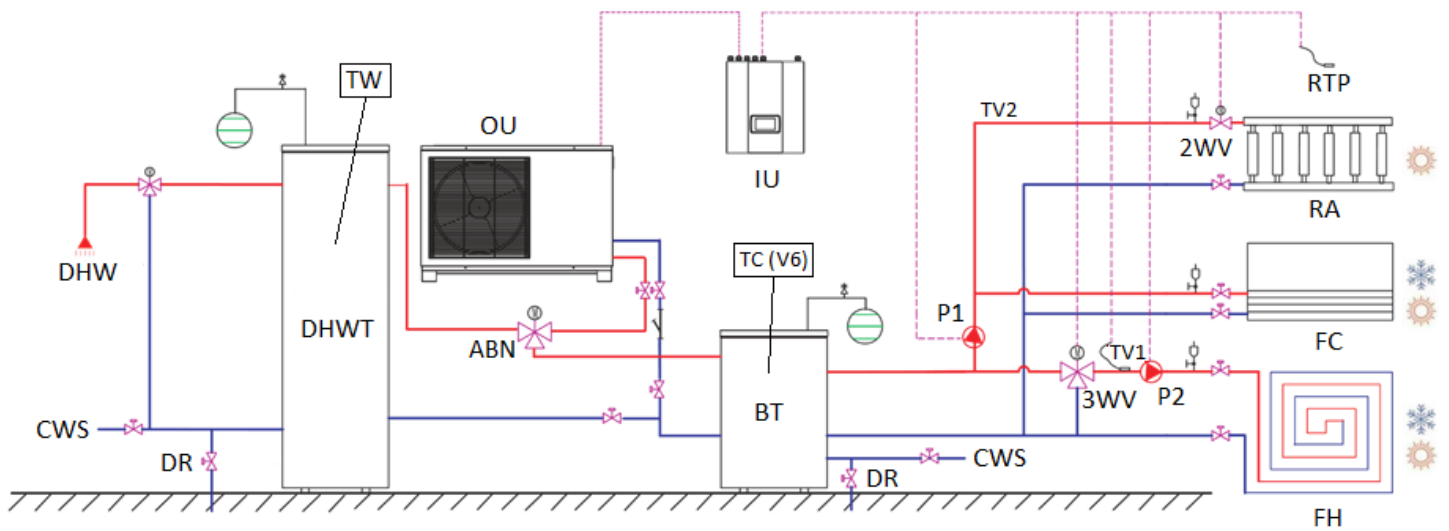 TW
OU
RTP
TV2
2WV
IU
RA
DHW
TC (V6)
DHWT
P1
ABN
FC
TV1
3WV
P2
BT
CWS
CWS
DR
DR
FH